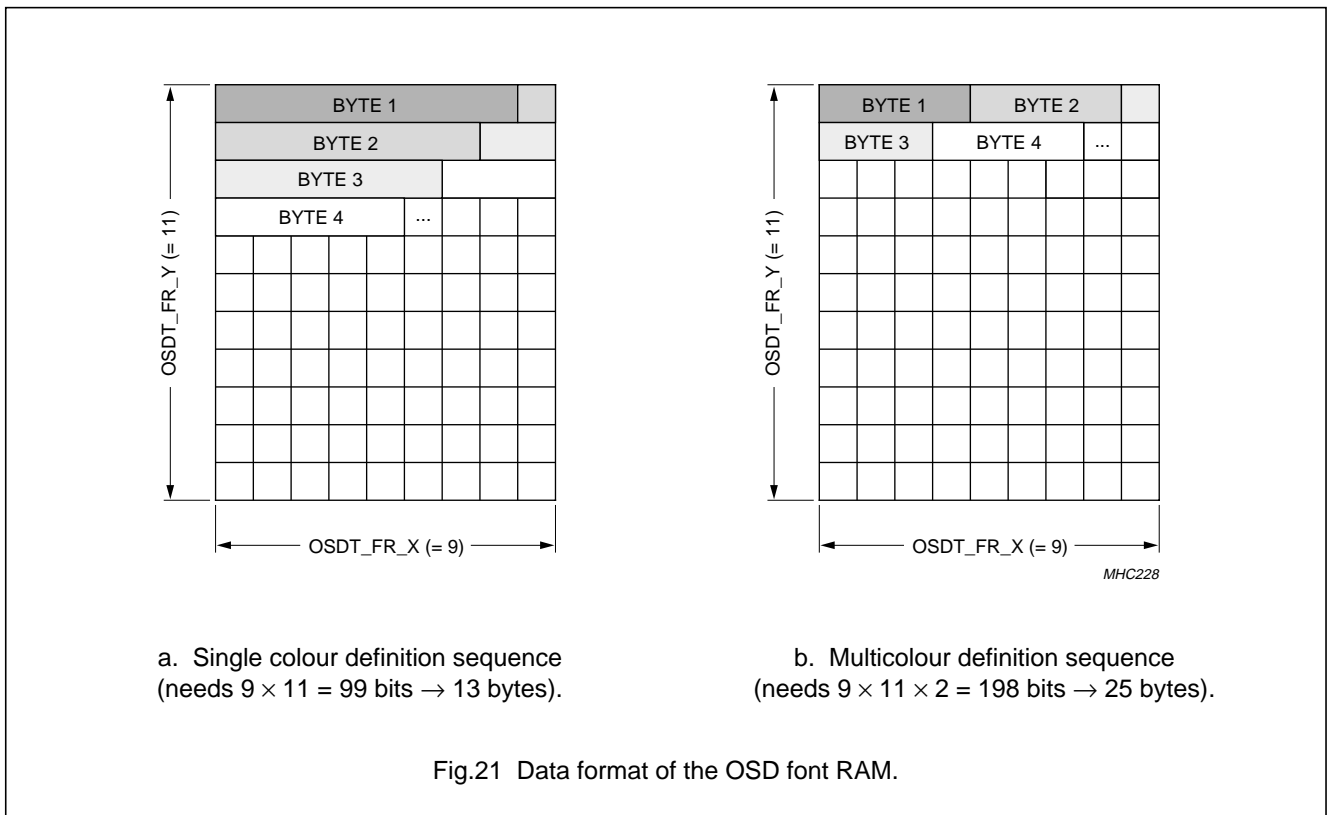 BYTE 1
BYTE 2
BYTE 3
BYTE 4 ...
OSDT_FR_Y (= 11)
OSDT_FR_X (= 9)
BYTE 1 BYTE 2
BYTE 3 BYTE 4 ...
OSDT_FR_Y (= 11)
OSDT_FR_X (= 9)
MHC228
a. Single colour definition sequence
(needs 9 × 11 = 99 bits → 13 bytes).
b. Multicolour definition sequence
(needs 9 × 11 × 2 = 198 bits → 25 bytes).
Fig.21 Data format of the OSD font RAM.